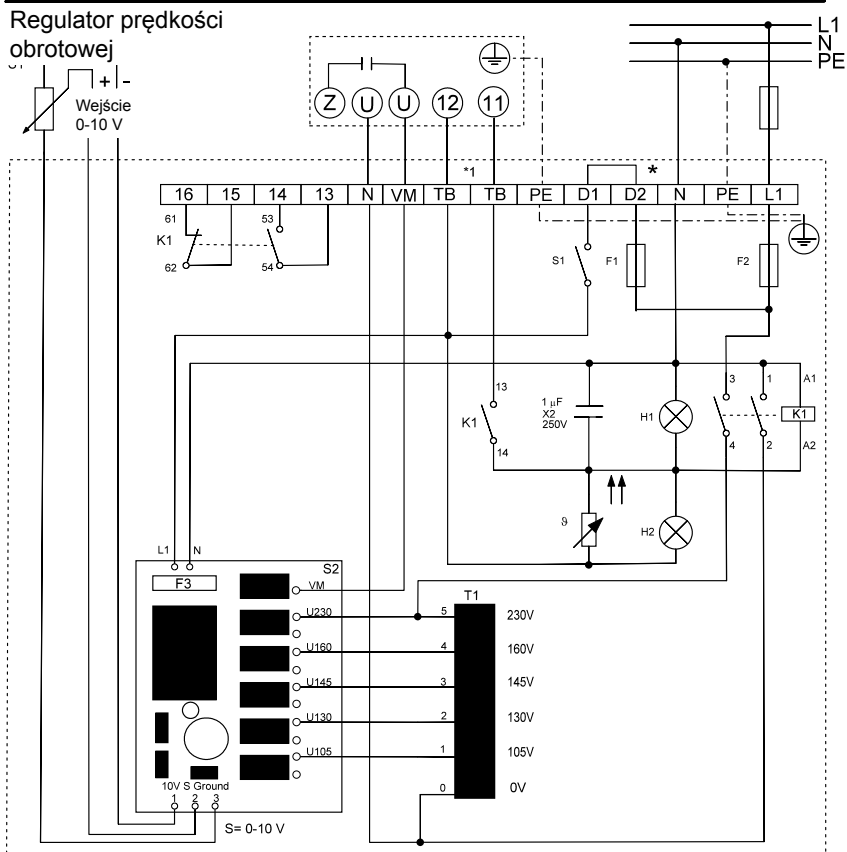 Regulator prędkości
obrotowej
+ -
Wejście
0-10 V
L1
N
PE
Z U U 12 11
*1
*
16 15 14 13 N VM TB TB PE D1 D2 N PE L1
61
K1
62
53
54
S1
F1
F2
13
K1
14
1 µF
X2
250V
H1
3
4
1
2
A1
K1
A2
ϑ
H2
L1 N
F3
S2
VM
U230
U160
U145
U130
U105
10V S Ground
1 2 3
S= 0-10 V
T1
5 230V
4 160V
3 145V
2 130V
1 105V
0 0V